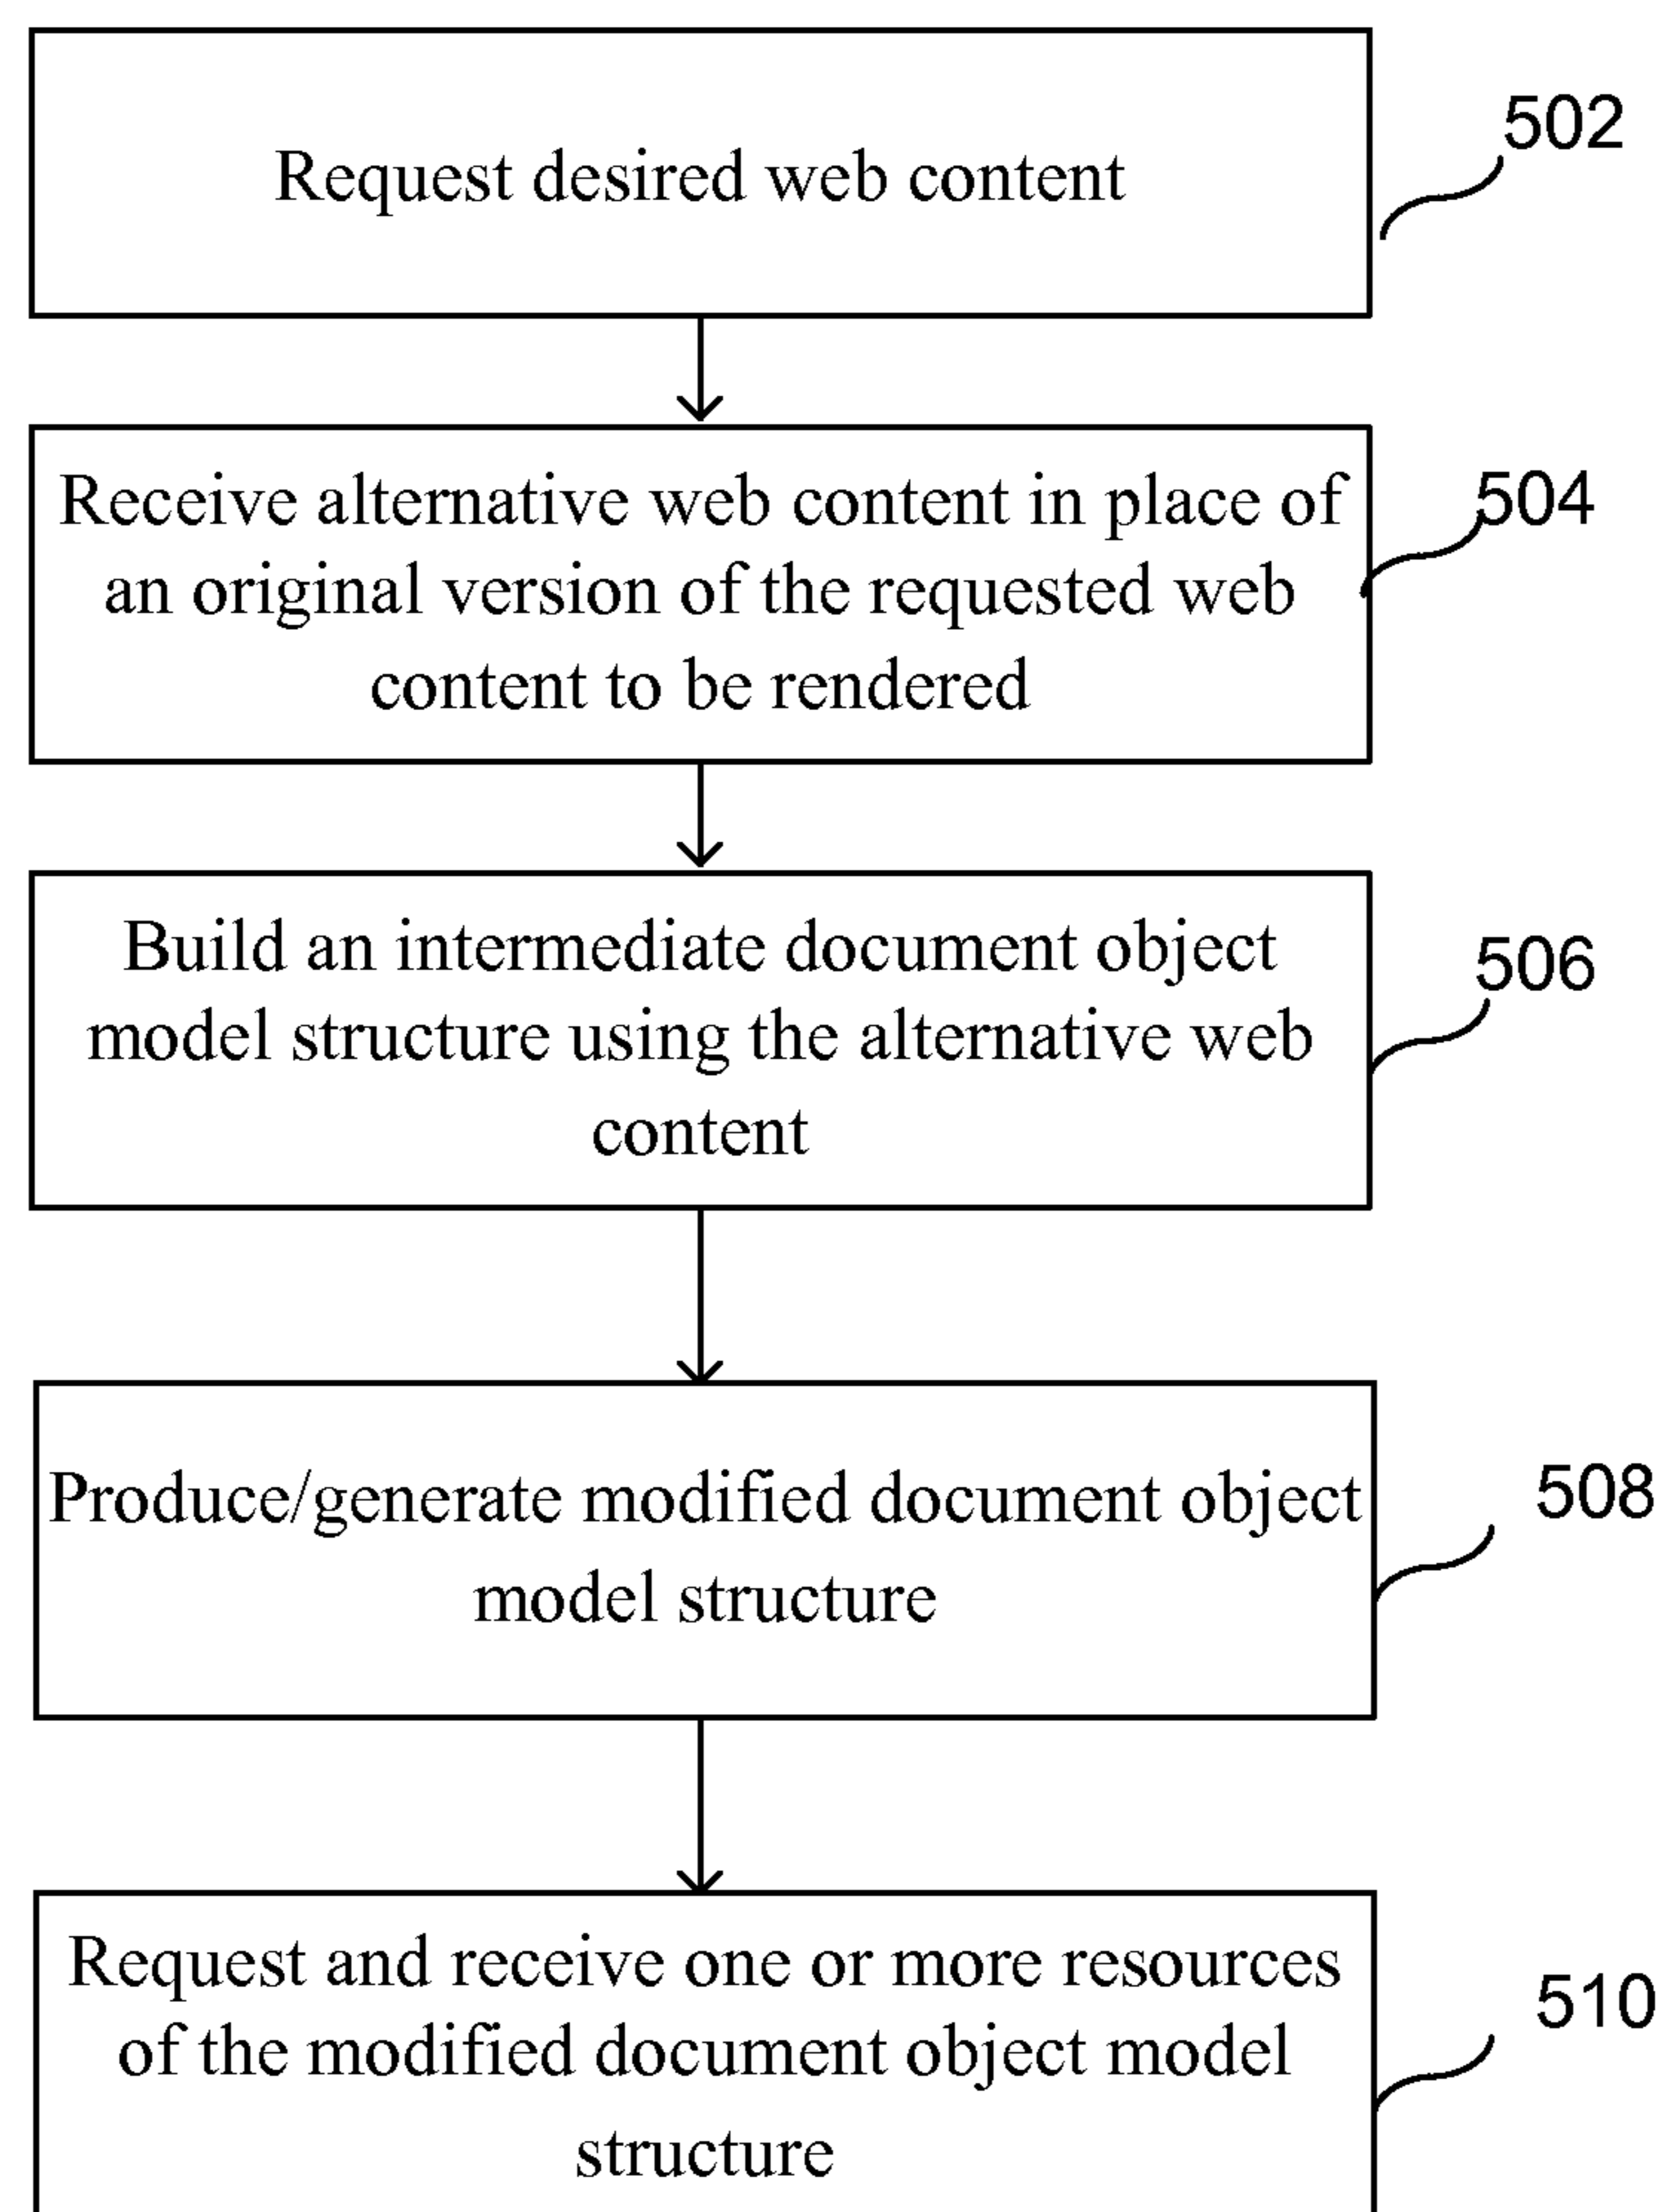 Request desired web content
502
Receive alternative web content in place of
an original version of the requested web
content to be rendered
504
Build an intermediate document object
model structure using the alternative web
content
506
Produce/generate modified document object
model structure
508
Request and receive one or more resources
of the modified document object model
structure
510